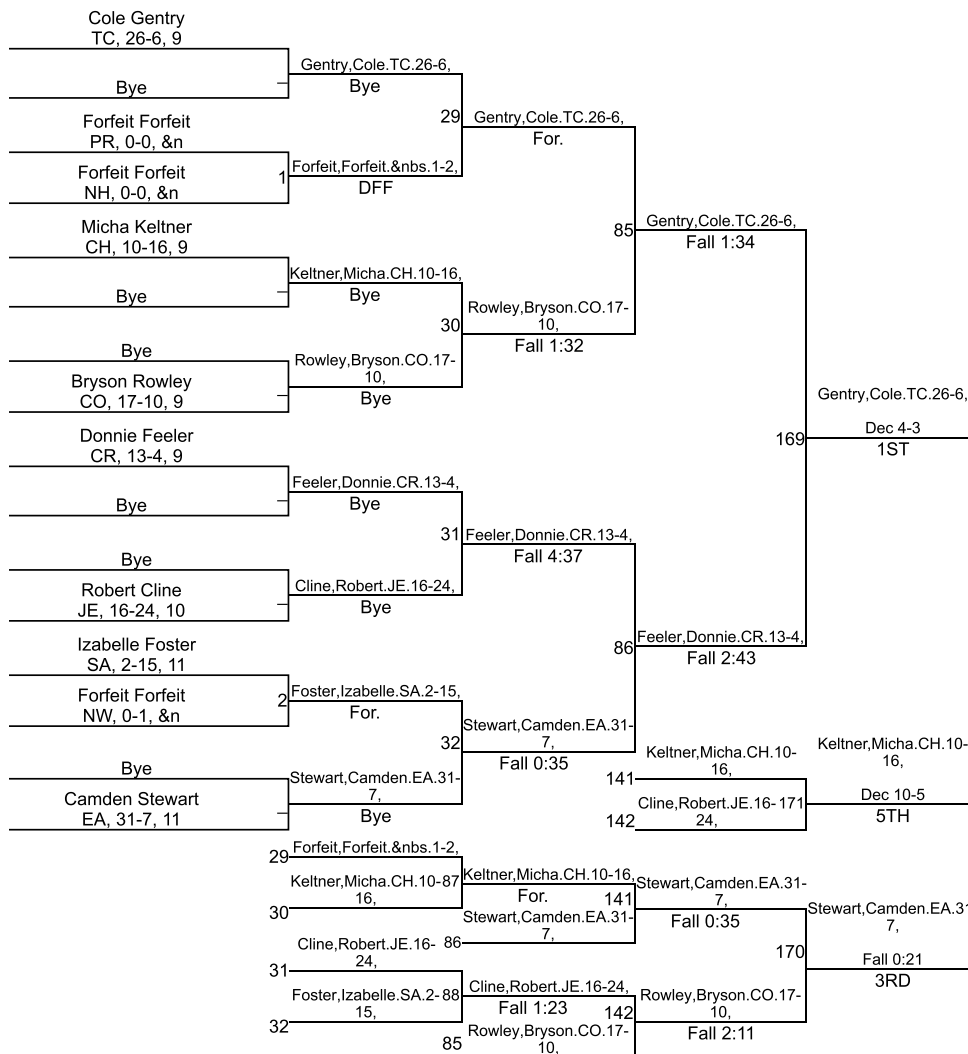 Cole Gentry
TC, 26-6, 9
Gentry,Cole.TC.26-6,
Bye
Bye
29
Gentry,Cole.TC.26-6,
For.
Forfeit Forfeit
PR, 0-0, &n
1
Forfeit,Forfeit.&nbs.1-2,
DFF
Forfeit Forfeit
NH, 0-0, &n
85
Gentry,Cole.TC.26-6,
Fall 1:34
Micha Keltner
CH, 10-16, 9
Keltner,Micha.CH.10-16,
Bye
Bye
30
Rowley,Bryson.CO.17-
10,
Fall 1:32
Bye
Rowley,Bryson.CO.17-
10,
Bye
Bryson Rowley
CO, 17-10, 9
Gentry,Cole.TC.26-6,
169
Dec 4-3
1ST
Donnie Feeler
CR, 13-4, 9
Feeler,Donnie.CR.13-4,
Bye
Bye
31
Feeler,Donnie.CR.13-4,
Fall 4:37
Bye
Cline,Robert.JE.16-24,
Bye
Robert Cline
JE, 16-24, 10
86
Feeler,Donnie.CR.13-4,
Fall 2:43
Izabelle Foster
SA, 2-15, 11
2
Foster,Izabelle.SA.2-15,
For.
Forfeit Forfeit
NW, 0-1, &n
32
Stewart,Camden.EA.31-
7,
Fall 0:35
Bye
Stewart,Camden.EA.31-
7,
Bye
Camden Stewart
EA, 31-7, 11
141
Keltner,Micha.CH.10-
16,
142
Cline,Robert.JE.16-
24,
171
Keltner,Micha.CH.10-
16,
Dec 10-5
5TH
29
Forfeit,Forfeit.&nbs.1-2,
30
Keltner,Micha.CH.10-
16,
87
Keltner,Micha.CH.10-16,
For.
86
Stewart,Camden.EA.31-
7,
141
Stewart,Camden.EA.31-
7,
Fall 0:35
31
Cline,Robert.JE.16-
24,
32
Foster,Izabelle.SA.2-
15,
88
Cline,Robert.JE.16-24,
Fall 1:23
85
Rowley,Bryson.CO.17-
10,
142
Rowley,Bryson.CO.17-
10,
Fall 2:11
170
Stewart,Camden.EA.31
7,
Fall 0:21
3RD